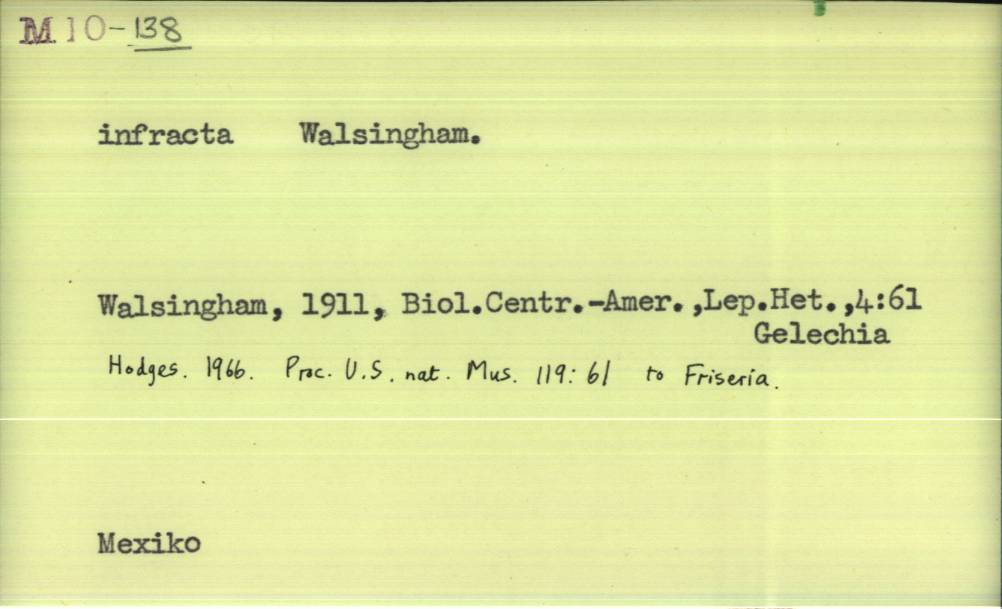 M10-138
infracta Walsingham.
Walsingham, 1911, Biol.Centr.-Amer.,Lep.Het.,4:61
Gelechia
Hodges. 1966. Proc. U.S. nat. Mus. 119: 61 to Friseria.
Mexiko